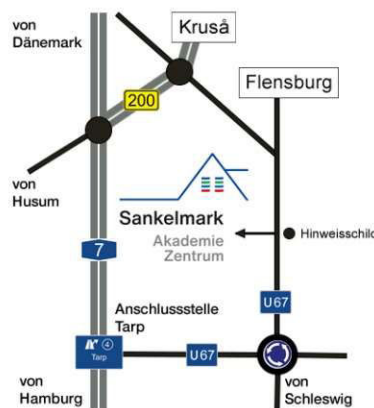 von
Dänemark
Kruså
200
Flensburg
von
Husum
Sankelmark
Akademie
Zentrum
Hinweisschild
7
U67
Anschlussstelle
Tarp
4
Tarp
U67
von
Hamburg
von
Schleswig